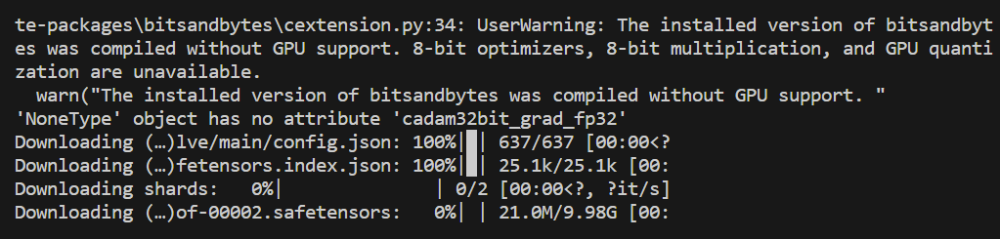 te-packages\bitsandbytes\cextension.py:34: UserWarning: The installed version of bitsandbyt
es was compiled without GPU support. 8-bit optimizers, 8-bit multiplication, and GPU quanti
zation are unavailable.
  warn("The installed version of bitsandbytes was compiled without GPU support. "
'NoneType' object has no attribute 'cadam32bit_grad_fp32'
Downloading (…)lve/main/config.json: 100%|█| 637/637 [00:00<?
Downloading (…)fetensors.index.json: 100%|█| 25.1k/25.1k [00:
Downloading shards:   0%|              | 0/2 [00:00<?, ?it/s]
Downloading (…)of-00002.safetensors:   0%| | 21.0M/9.98G [00: